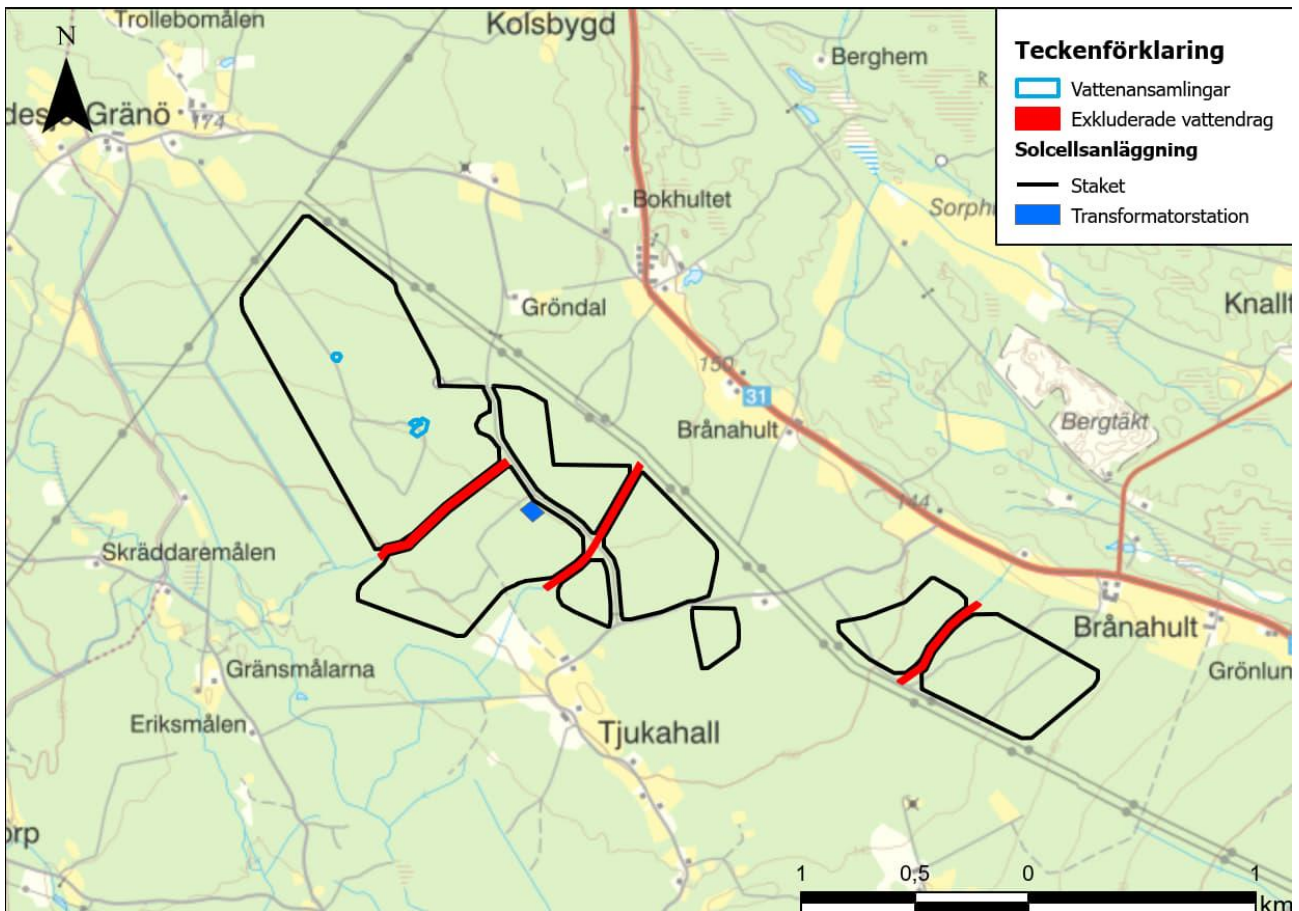 Trollebomålen
Kolsbygd
N
Berghem
R
desjö Gränö
174
Bokhultet
Gröndal
Knallt
150
31
Brånahult
Bergtäkt
144
Skräddaremålen
Brånahult
Gränsmålarna
Grönlun
Eriksmålen
Tjukahall
orp
Teckenförklaring
Vattenansamlingar
Exkluderade vattendrag
Solcellsanläggning
Staket
Transformatorstation
1 0,5 0 1
km